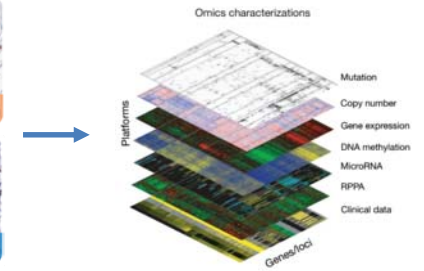 Omics characterizations
Mutation
Copy number
Gene expression
DNA methylation
MicroRNA
RPPA
Clinical data
Platforms
Genes/loci